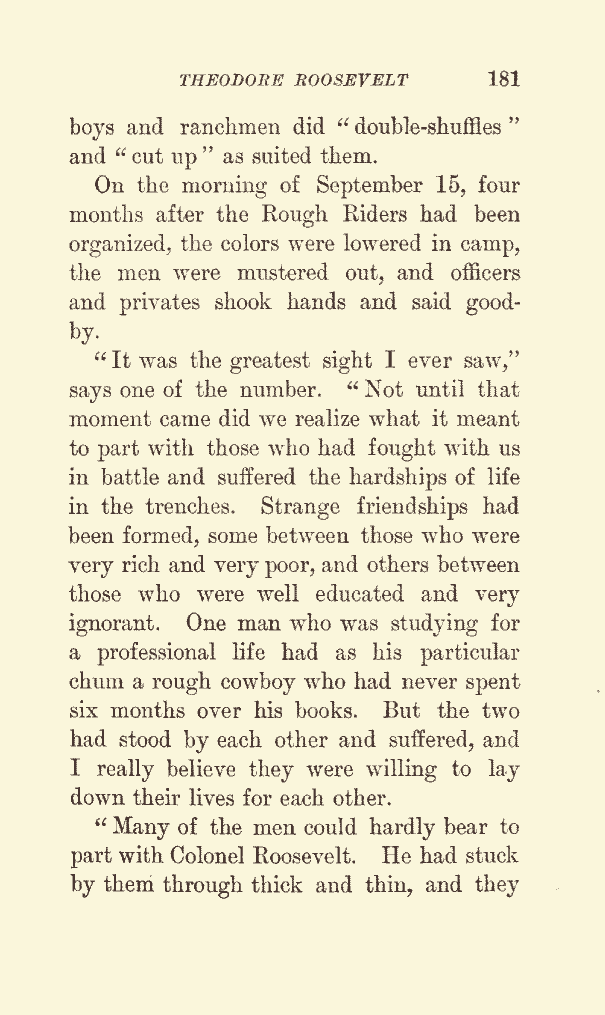 THEODORE ROOSEVELT 181
boys and ranchmen did “double-shuffles”
and “cut up” as suited them.
On the morning of September 15, four
months after the Rough Riders had been
organized, the colors were lowered in camp,
the men were mustered out, and officers
and privates shook hands and said good-
by.
“It was the greatest sight I ever saw,”
says one of the number. “Not until that
moment came did we realize what it meant
to part with those who had fought with us
in battle and suffered the hardships of life
in the trenches. Strange friendships had
been formed, some between those who were
very rich and very poor, and others between
those who were well educated and very
ignorant. One man who was studying for
a professional life had as his particular
chum a rough cowboy who had never spent
six months over his books. But the two
had stood by each other and suffered, and
I really believe they were willing to lay
down their lives for each other.
“Many of the men could hardly bear to
part with Colonel Roosevelt. He had stuck
by them through thick and thin, and they